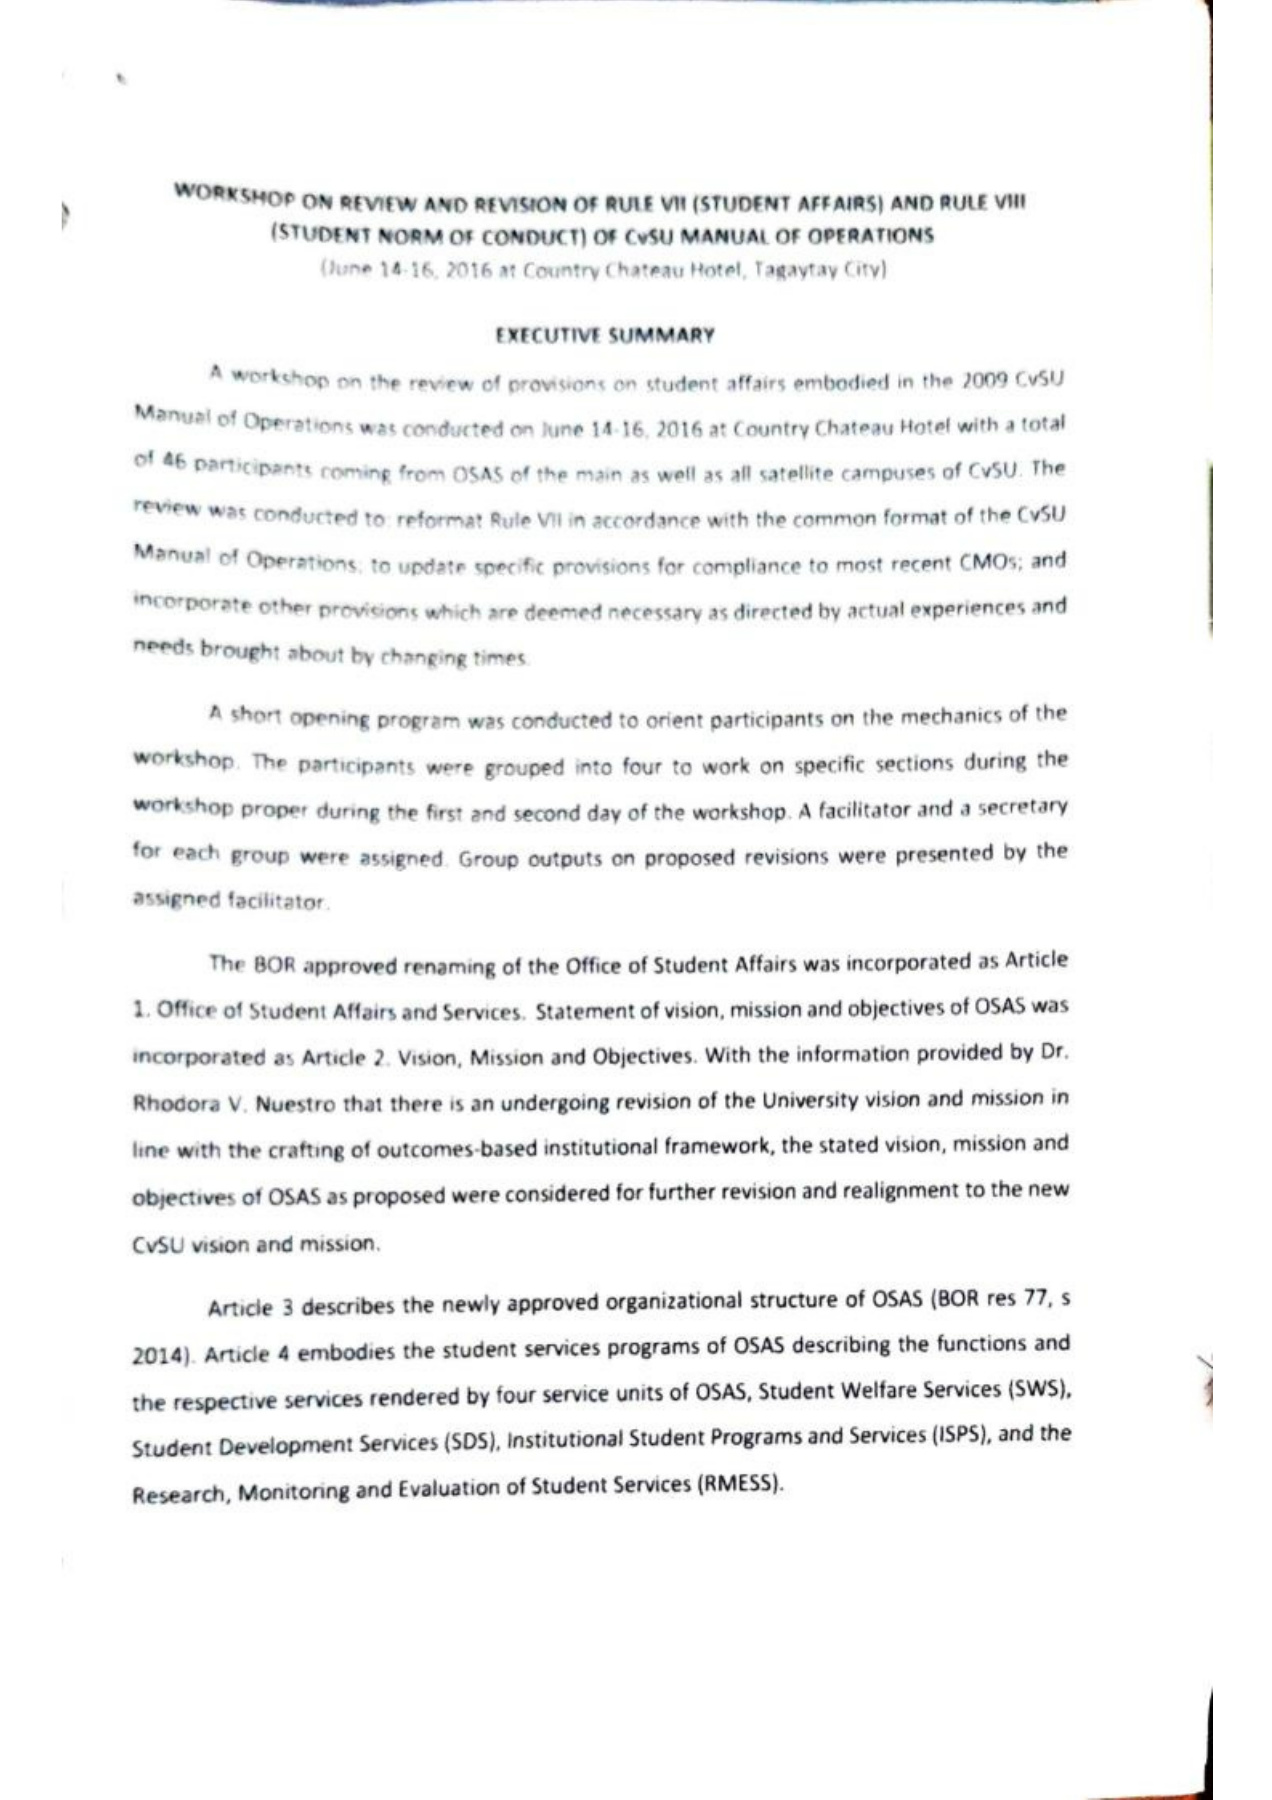 WORKSHOP ON REVIEW AND REVISION OF RULE VII (STUDENT AFFAIRS) AND RULE VIII
(STUDENT NORM OF CONDUCT) OF CvSU MANUAL OF OPERATIONS
(June 14-16, 2016 at Country Chateau Hotel, Tagaytay City)
EXECUTIVE SUMMARY
A workshop on the review of provisions on student affairs embodied in the 2009 CvSU
Manual of Operations was conducted on June 14-16, 2016 at Country Chateau Hotel with a total
of 46 participants coming from OSAS of the main as well as all satellite campuses of CvSU. The
review was conducted to: reformat Rule VII in accordance with the common format of the CvSU
Manual of Operations; to update specific provisions for compliance to most recent CMOs; and
incorporate other provisions which are deemed necessary as directed by actual experiences and
needs brought about by changing times.
A short opening program was conducted to orient participants on the mechanics of the
workshop. The participants were grouped into four to work on specific sections during the
workshop proper during the first and second day of the workshop. A facilitator and a secretary
for each group were assigned. Group outputs on proposed revisions were presented by the
assigned facilitator.
The BOR approved renaming of the Office of Student Affairs was incorporated as Article
1. Office of Student Affairs and Services. Statement of vision, mission and objectives of OSAS was
incorporated as Article 2. Vision, Mission and Objectives. With the information provided by Dr.
Rhodora V. Nuestro that there is an undergoing revision of the University vision and mission in
line with the crafting of outcomes-based institutional framework, the stated vision, mission and
objectives of OSAS as proposed were considered for further revision and realignment to the new
CvSU vision and mission.
Article 3 describes the newly approved organizational structure of OSAS (BOR res 77, s
2014). Article 4 embodies the student services programs of OSAS describing the functions and
the respective services rendered by four service units of OSAS, Student Welfare Services (SWS),
Student Development Services (SDS), Institutional Student Programs and Services (ISPS), and the
Research, Monitoring and Evaluation of Student Services (RMESS).